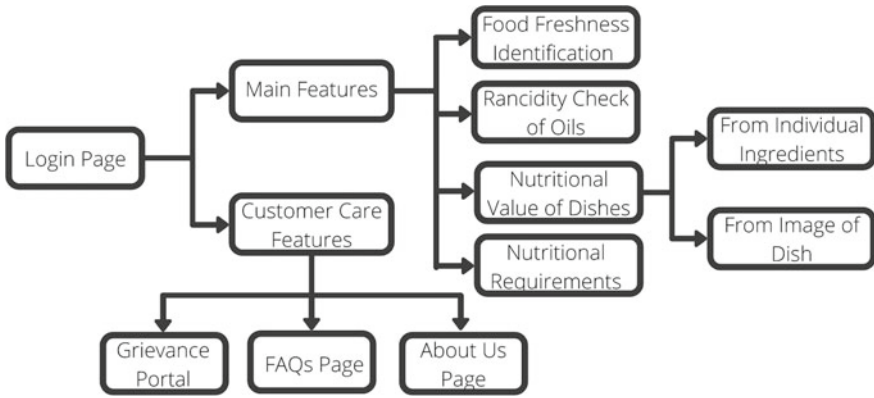 Login Page
Main Features
Customer Care
Features
Food Freshness
Identification
Rancidity Check
of Oils
Nutritional
Value of Dishes
Nutritional
Requirements
From Individual
Ingredients
From Image of
Dish
Grievance
Portal
FAQs Page
About Us
Page